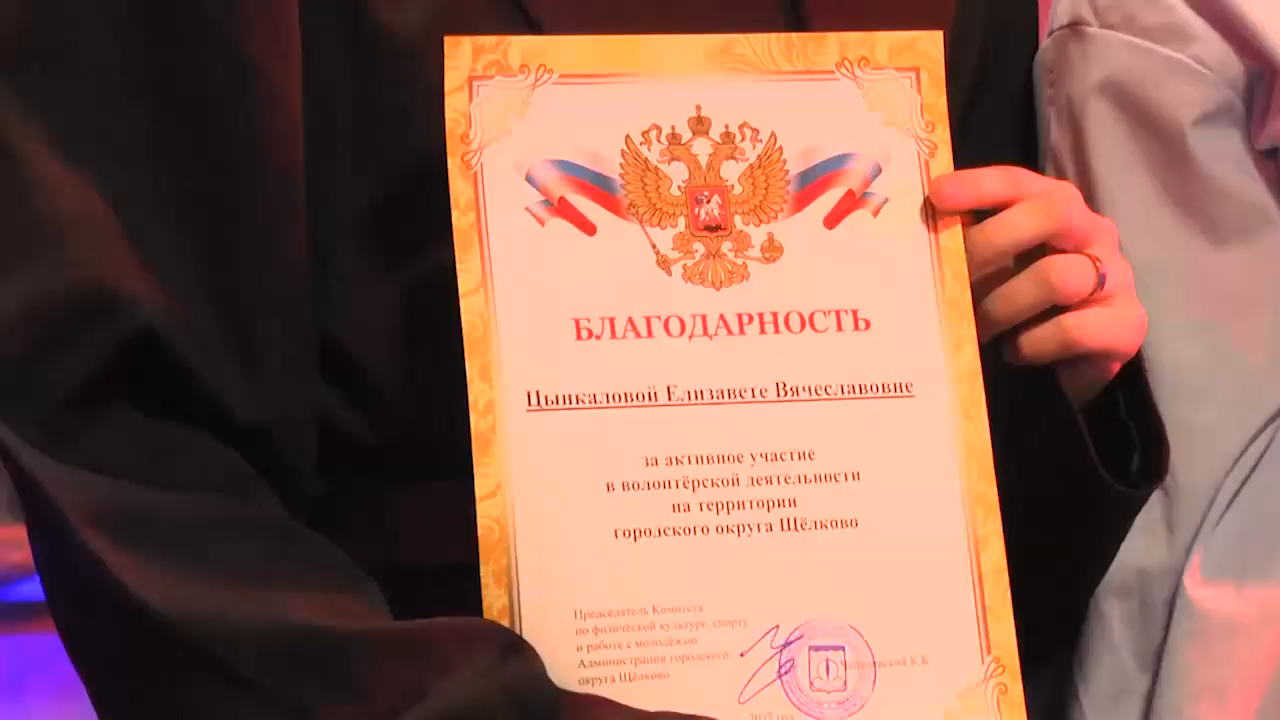 БЛАГОДАРНОСТЬ
Цынкаловой Елизавете Вячеславовне
за активное участие
в волонтёрской деятельности
на территории
городского округа Щёлково
Председатель Комитета
по физической культуре, спорту
и работе с молодёжью
Администрации городского
округа Щёлково
К.К.